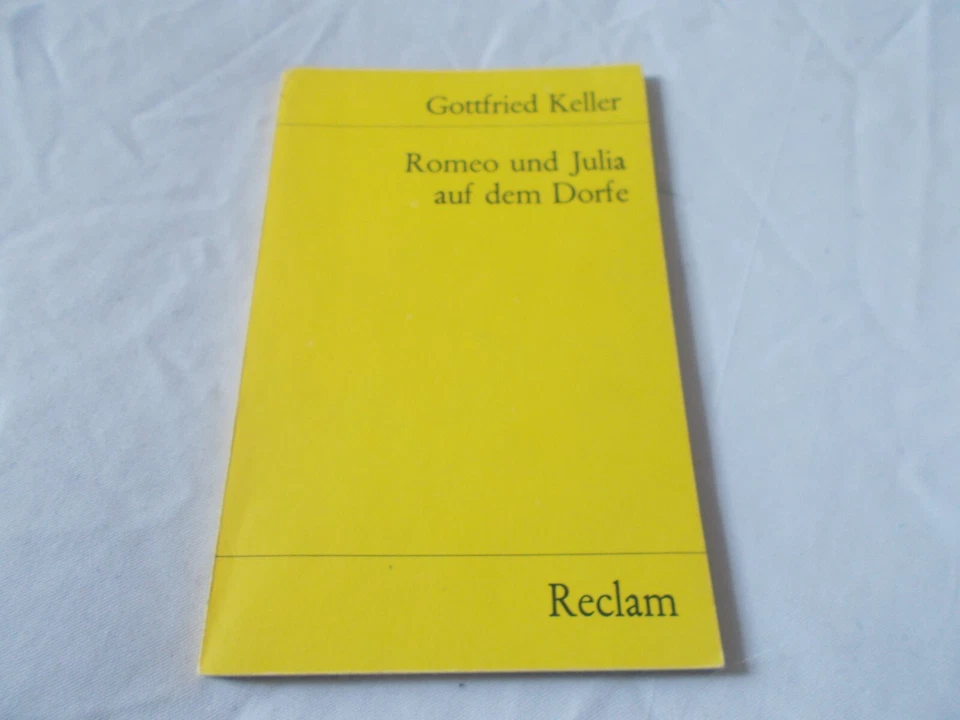 Gottfried Keller
Romeo und Julia
auf dem Dorfe
Reclam